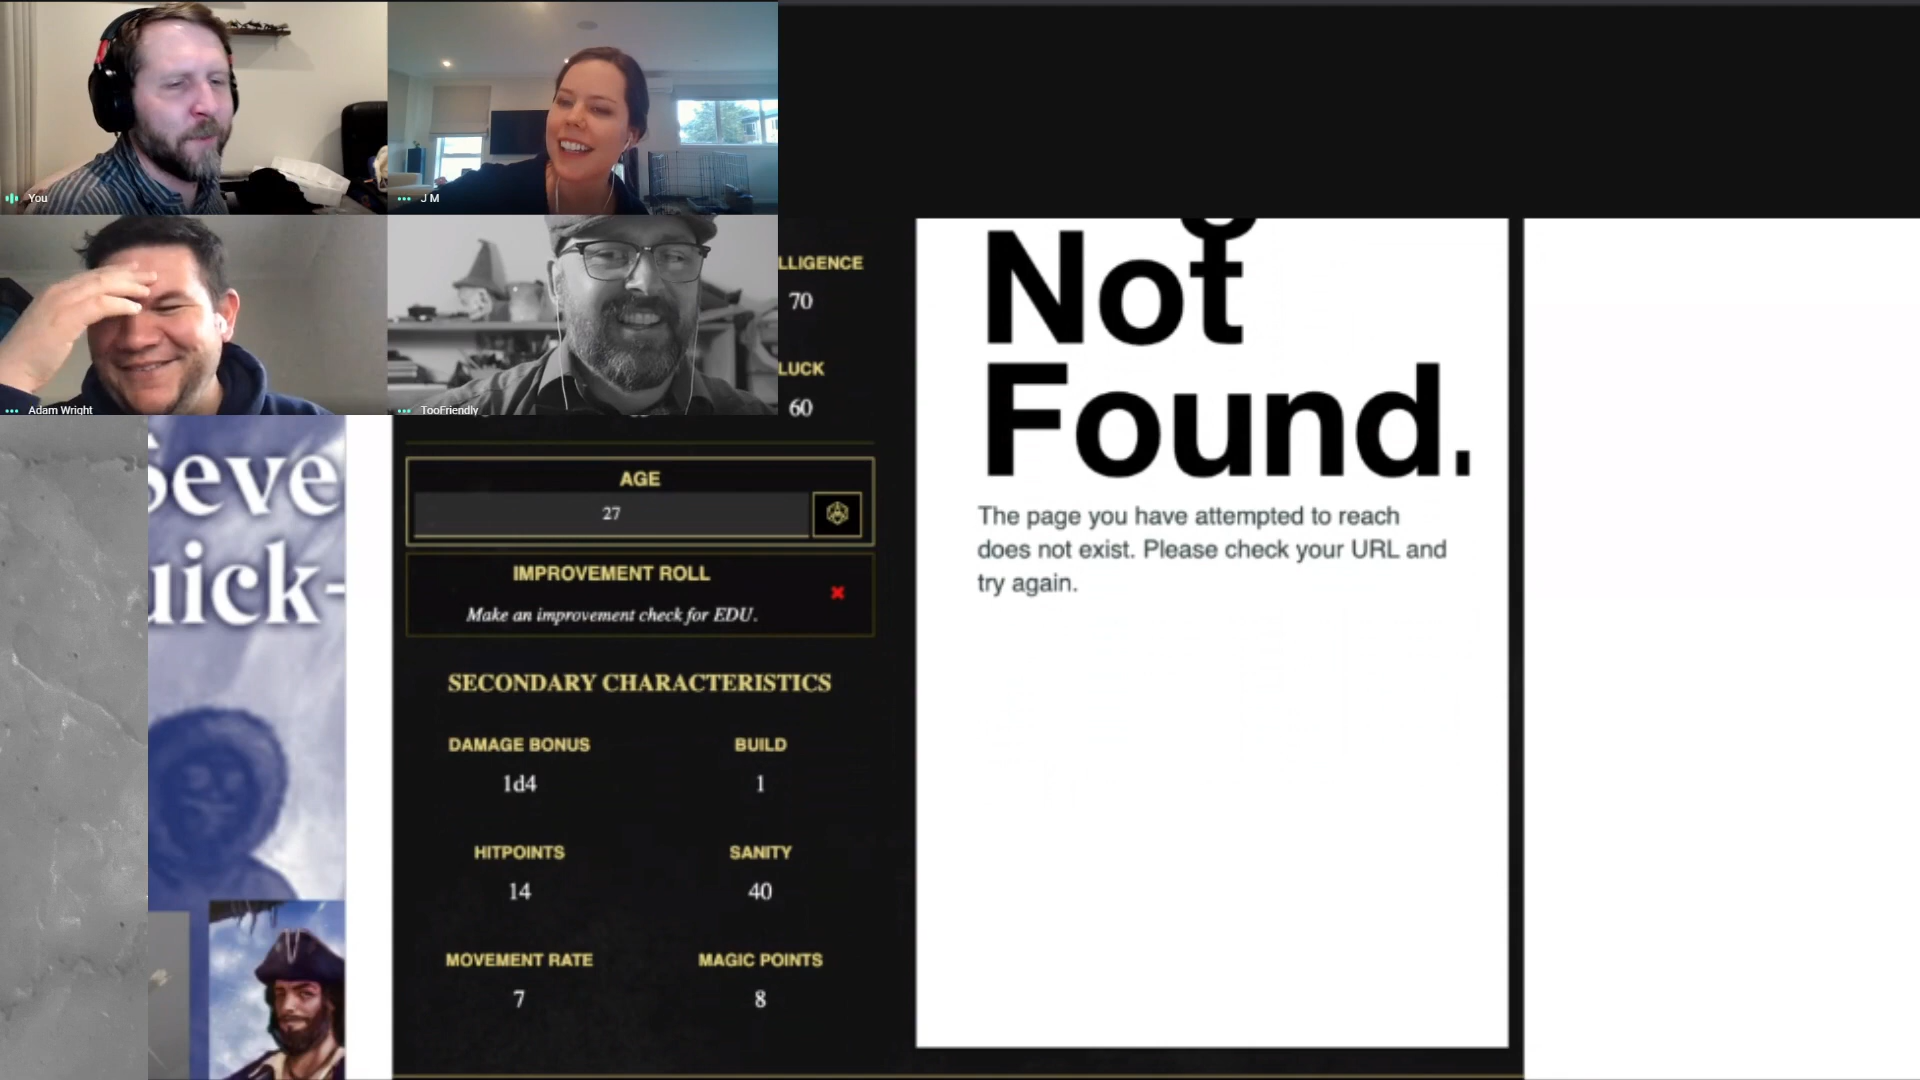 You
J M
Adam Wright
TooFriendly
LLIGENCE
70
LUCK
60
AGE
27
IMPROVEMENT ROLL
Make an improvement check for EDU.
SECONDARY CHARACTERISTICS
DAMAGE BONUS
BUILD
1d4
1
HITPOINTS
SANITY
14
40
MOVEMENT RATE
MAGIC POINTS
7
8
Not
Found.
The page you have attempted to reach
does not exist. Please check your URL and
try again.
Seve
uick-